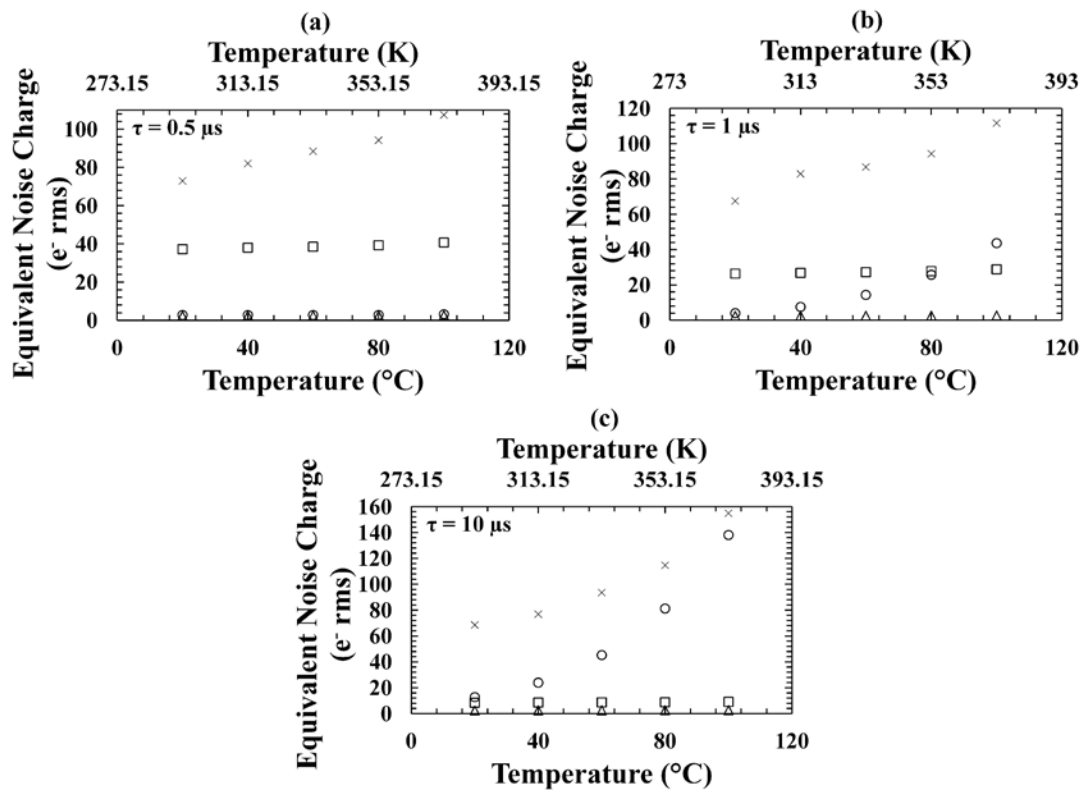 (a)
Temperature (K)
273.15 313.15 353.15 393.15
Equivalent Noise Charge
(e⁻ rms)
τ = 0.5 µs
100
80
60
40
20
0
0 40 80 120
Temperature (°C)
(b)
Temperature (K)
273 313 353 393
Equivalent Noise Charge
(e⁻ rms)
τ = 1 µs
120
100
80
60
40
20
0
0 40 80 120
Temperature (°C)
(c)
Temperature (K)
273.15 313.15 353.15 393.15
Equivalent Noise Charge
(e⁻ rms)
τ = 10 µs
160
140
120
100
80
60
40
20
0
0 40 80 120
Temperature (°C)